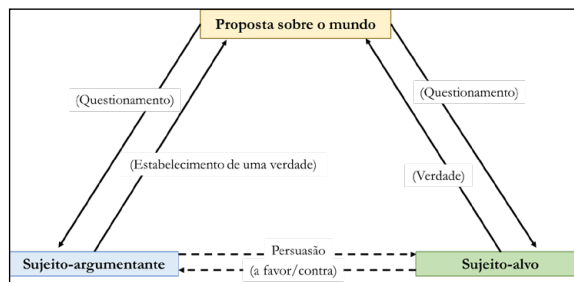 Proposta sobre o mundo
(Questionamento)
(Questionamento)
(Estabelecimento de uma verdade)
(Verdade)
Sujeito-argumentante
Persuasão
(a favor/contra)
Sujeito-alvo